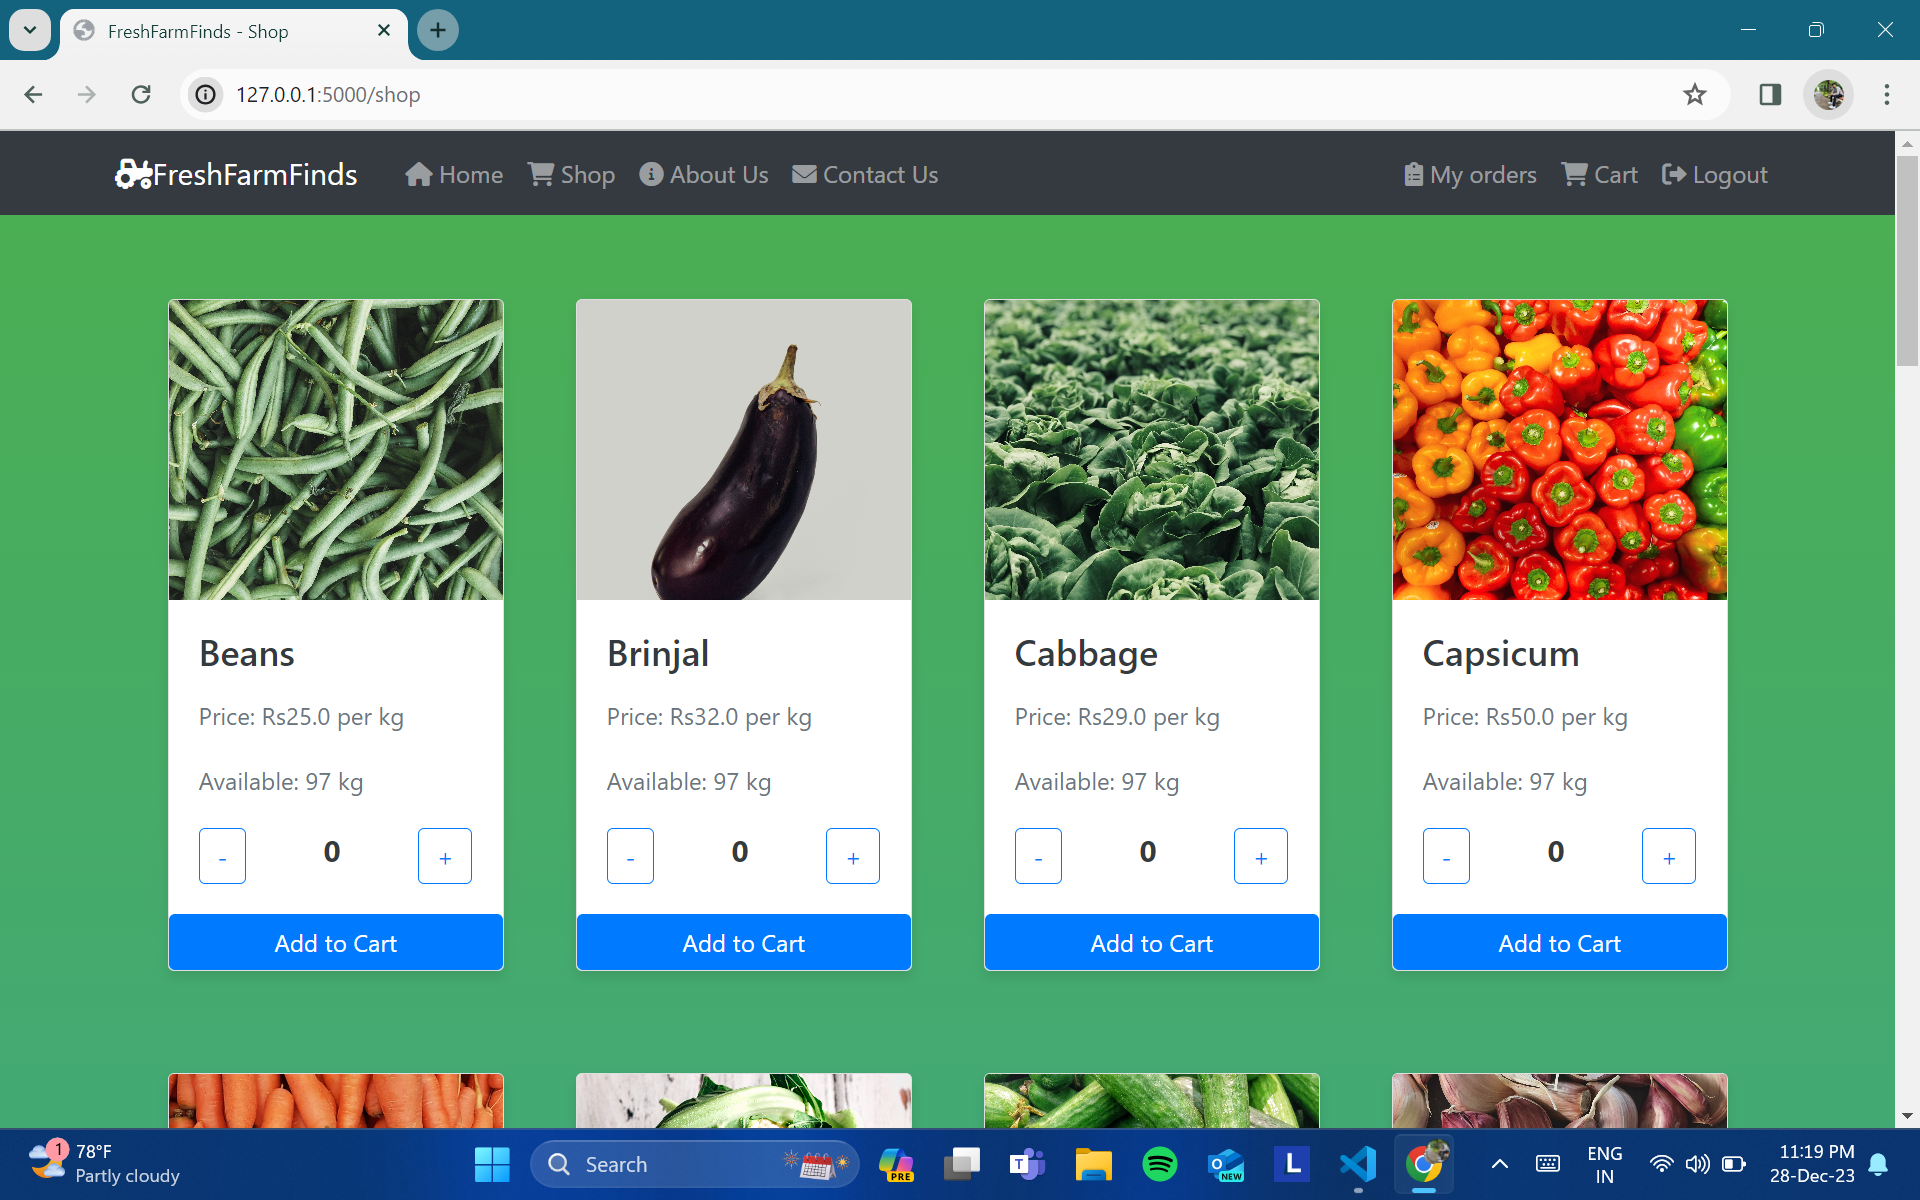 FreshFarmFinds - Shop
127.0.0.1:5000/shop
FreshFarmFinds Home Shop About Us Contact Us My orders Cart Logout
Beans Brinjal Cabbage Capsicum
Price: Rs25.0 per kg Price: Rs32.0 per kg Price: Rs29.0 per kg Price: Rs50.0 per kg
Available: 97 kg Available: 97 kg Available: 97 kg Available: 97 kg
- 0 + - 0 + - 0 + - 0 +
Add to Cart Add to Cart Add to Cart Add to Cart
1 78°F
Partly cloudy
Search
PRE
T
O
NEW
L
ENG
IN
11:19 PM
28-Dec-23